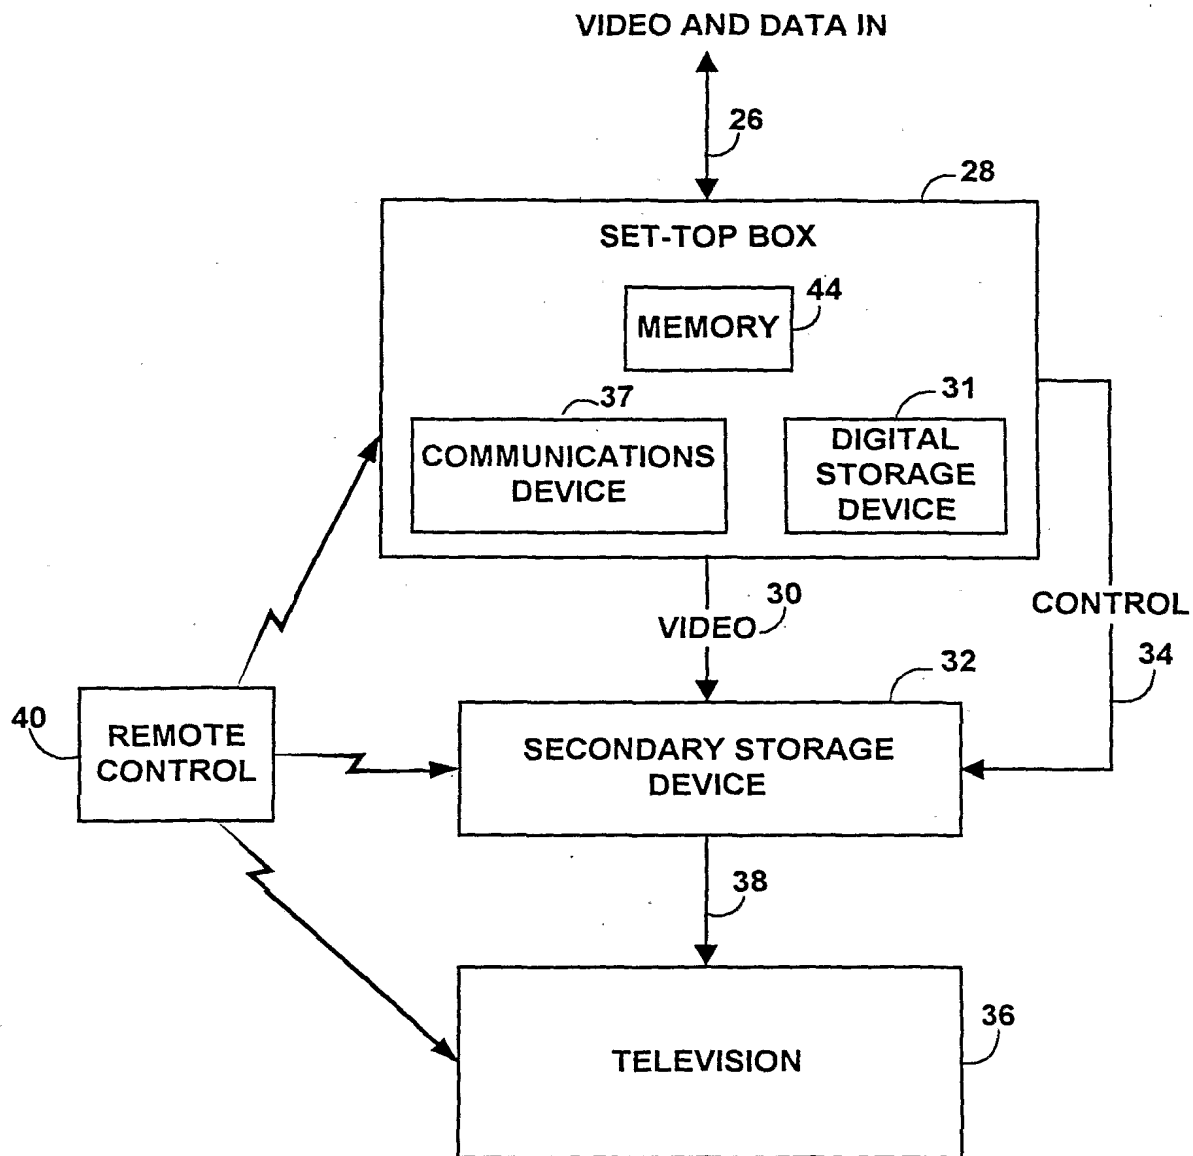 VIDEO AND DATA IN
26
28
SET-TOP BOX
44
MEMORY
37
31
COMMUNICATIONS
DEVICE
DIGITAL
STORAGE
DEVICE
30
VIDEO
CONTROL
34
32
40
REMOTE
CONTROL
SECONDARY STORAGE
DEVICE
38
36
TELEVISION